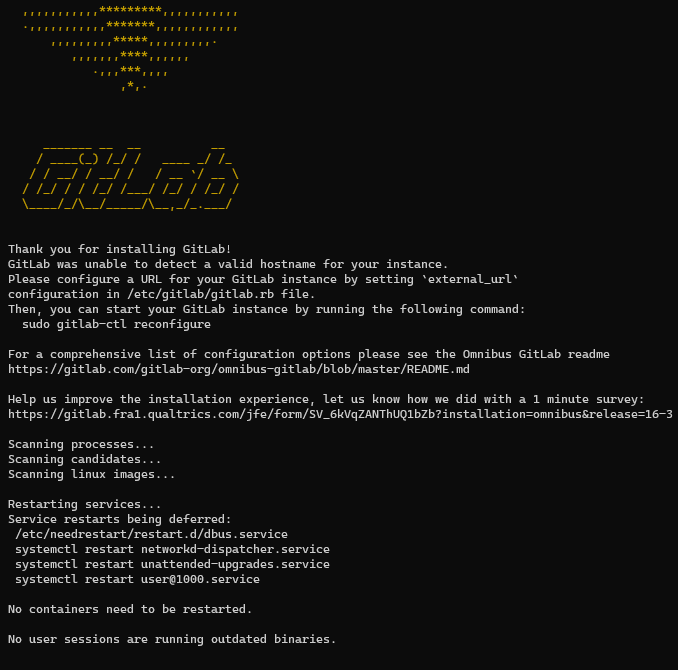 ,,,,,,,,,,,*********,,,,,,,,,,,
  .,,,,,,,,,,,*******,,,,,,,,,,,,
      ,,,,,,,,,*****,,,,,,,,,.
         ,,,,,,,****,,,,,,
            .,,,***,,,,
                ,*,.
     _______ __  __          __
    / ____(_) /_/ /   ____ _/ /_
   / / __/ / __/ /   / __ `/ __ \
  / /_/ / / /_/ /___/ /_/ / /_/ /
  \____/_/\__/_____/\__,_/_.___/
Thank you for installing GitLab!
GitLab was unable to detect a valid hostname for your instance.
Please configure a URL for your GitLab instance by setting `external_url`
configuration in /etc/gitlab/gitlab.rb file.
Then, you can start your GitLab instance by running the following command:
  sudo gitlab-ctl reconfigure
For a comprehensive list of configuration options please see the Omnibus GitLab readme
https://gitlab.com/gitlab-org/omnibus-gitlab/blob/master/README.md
Help us improve the installation experience, let us know how we did with a 1 minute survey:
https://gitlab.fra1.qualtrics.com/jfe/form/SV_6kVqZANThUQ1bZb?installation=omnibus&release=16-3
Scanning processes...
Scanning candidates...
Scanning linux images...
Restarting services...
Service restarts being deferred:
 /etc/needrestart/restart.d/dbus.service
 systemctl restart networkd-dispatcher.service
 systemctl restart unattended-upgrades.service
 systemctl restart user@1000.service
No containers need to be restarted.
No user sessions are running outdated binaries.